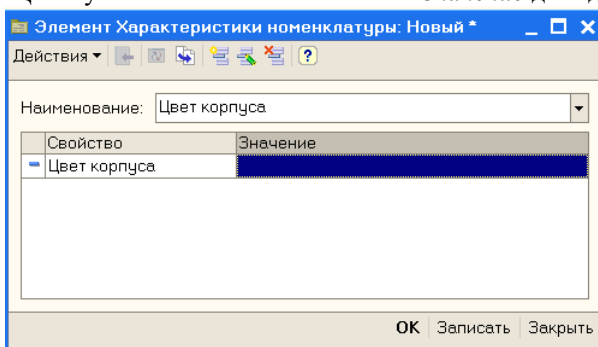 Элемент Характеристики номенклатуры: Новый *
Действия
Наименование: Цвет корпуса
Свойство Значение
Цвет корпуса
OK Записать Закрыть